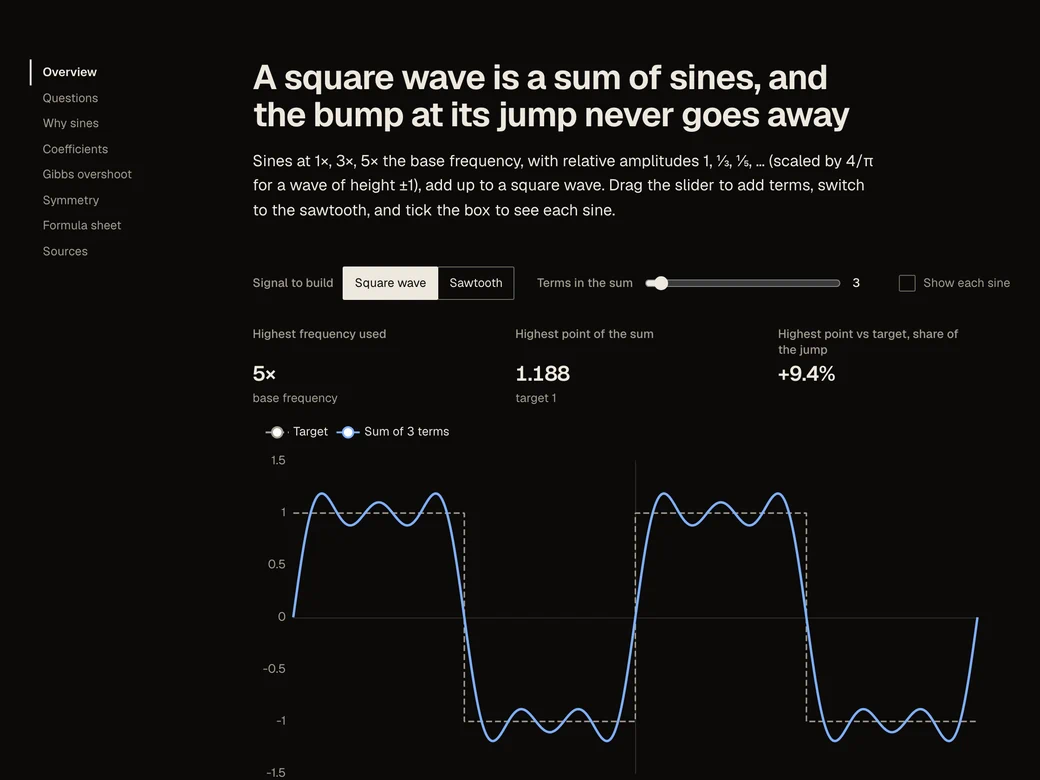 Overview
Questions
Why sines
Coefficients
Gibbs overshoot
Symmetry
Formula sheet
Sources
A square wave is a sum of sines, and
the bump at its jump never goes away
Sines at 1×, 3×, 5× the base frequency, with relative amplitudes 1, ⅓, ⅕, ... (scaled by 4/π
for a wave of height ±1), add up to a square wave. Drag the slider to add terms, switch
to the sawtooth, and tick the box to see each sine.
Signal to build Square wave Sawtooth Terms in the sum 3 Show each sine
Highest frequency used
5×
base frequency
Highest point of the sum
1.188
target 1
Highest point vs target, share of
the jump
+9.4%
Target Sum of 3 terms
1.5
1
0.5
0
-0.5
-1
-1.5